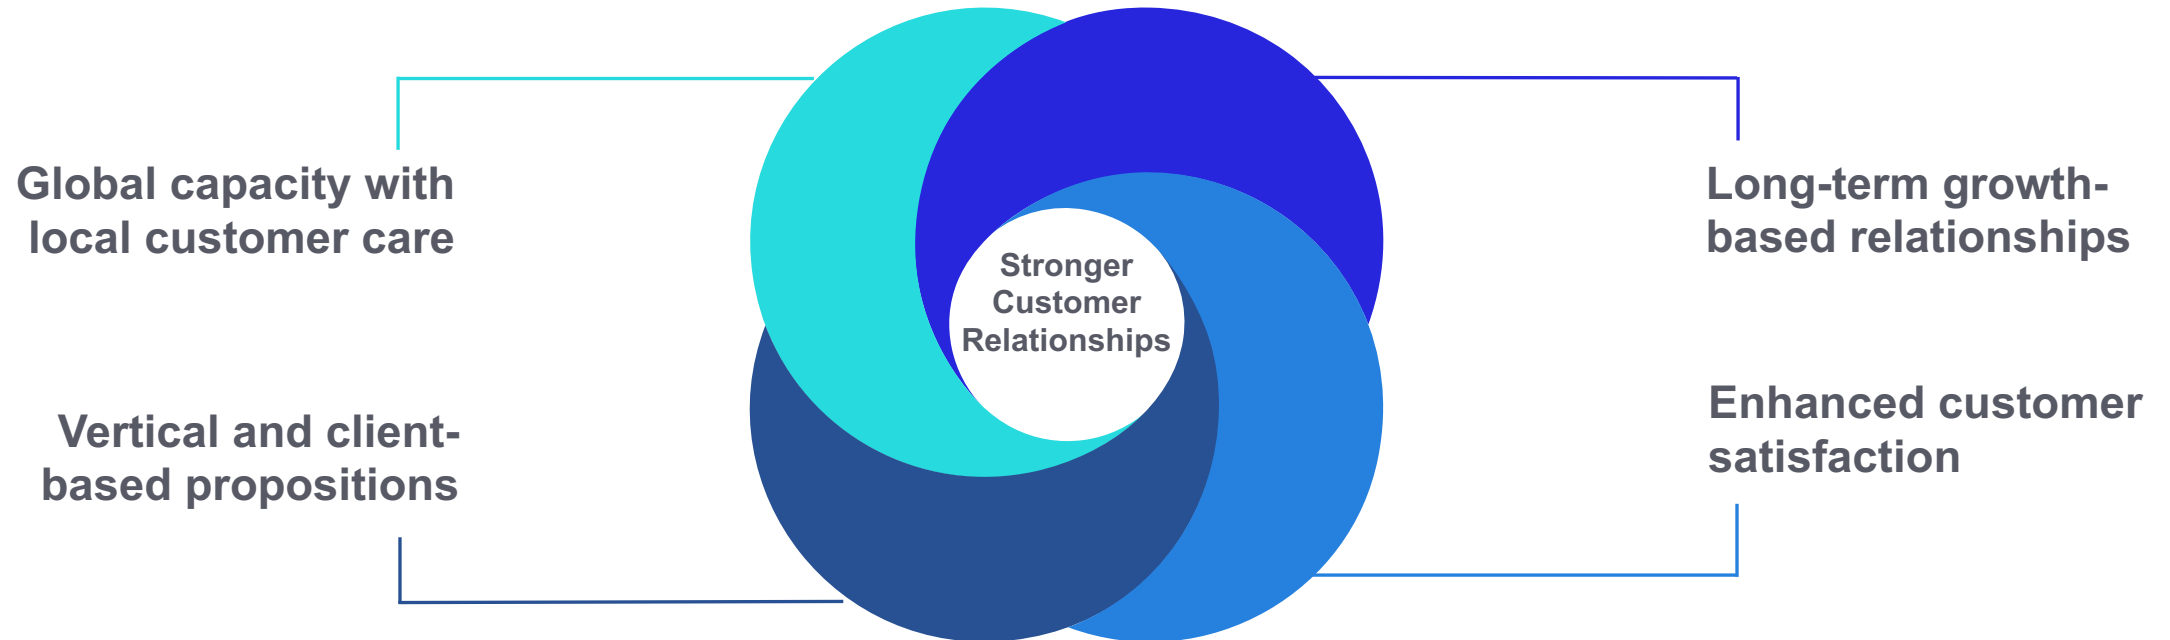 Global capacity with
local customer care
Long-term growth-
based relationships
Stronger
Customer
Relationships
Vertical and client-
based propositions
Enhanced customer
satisfaction